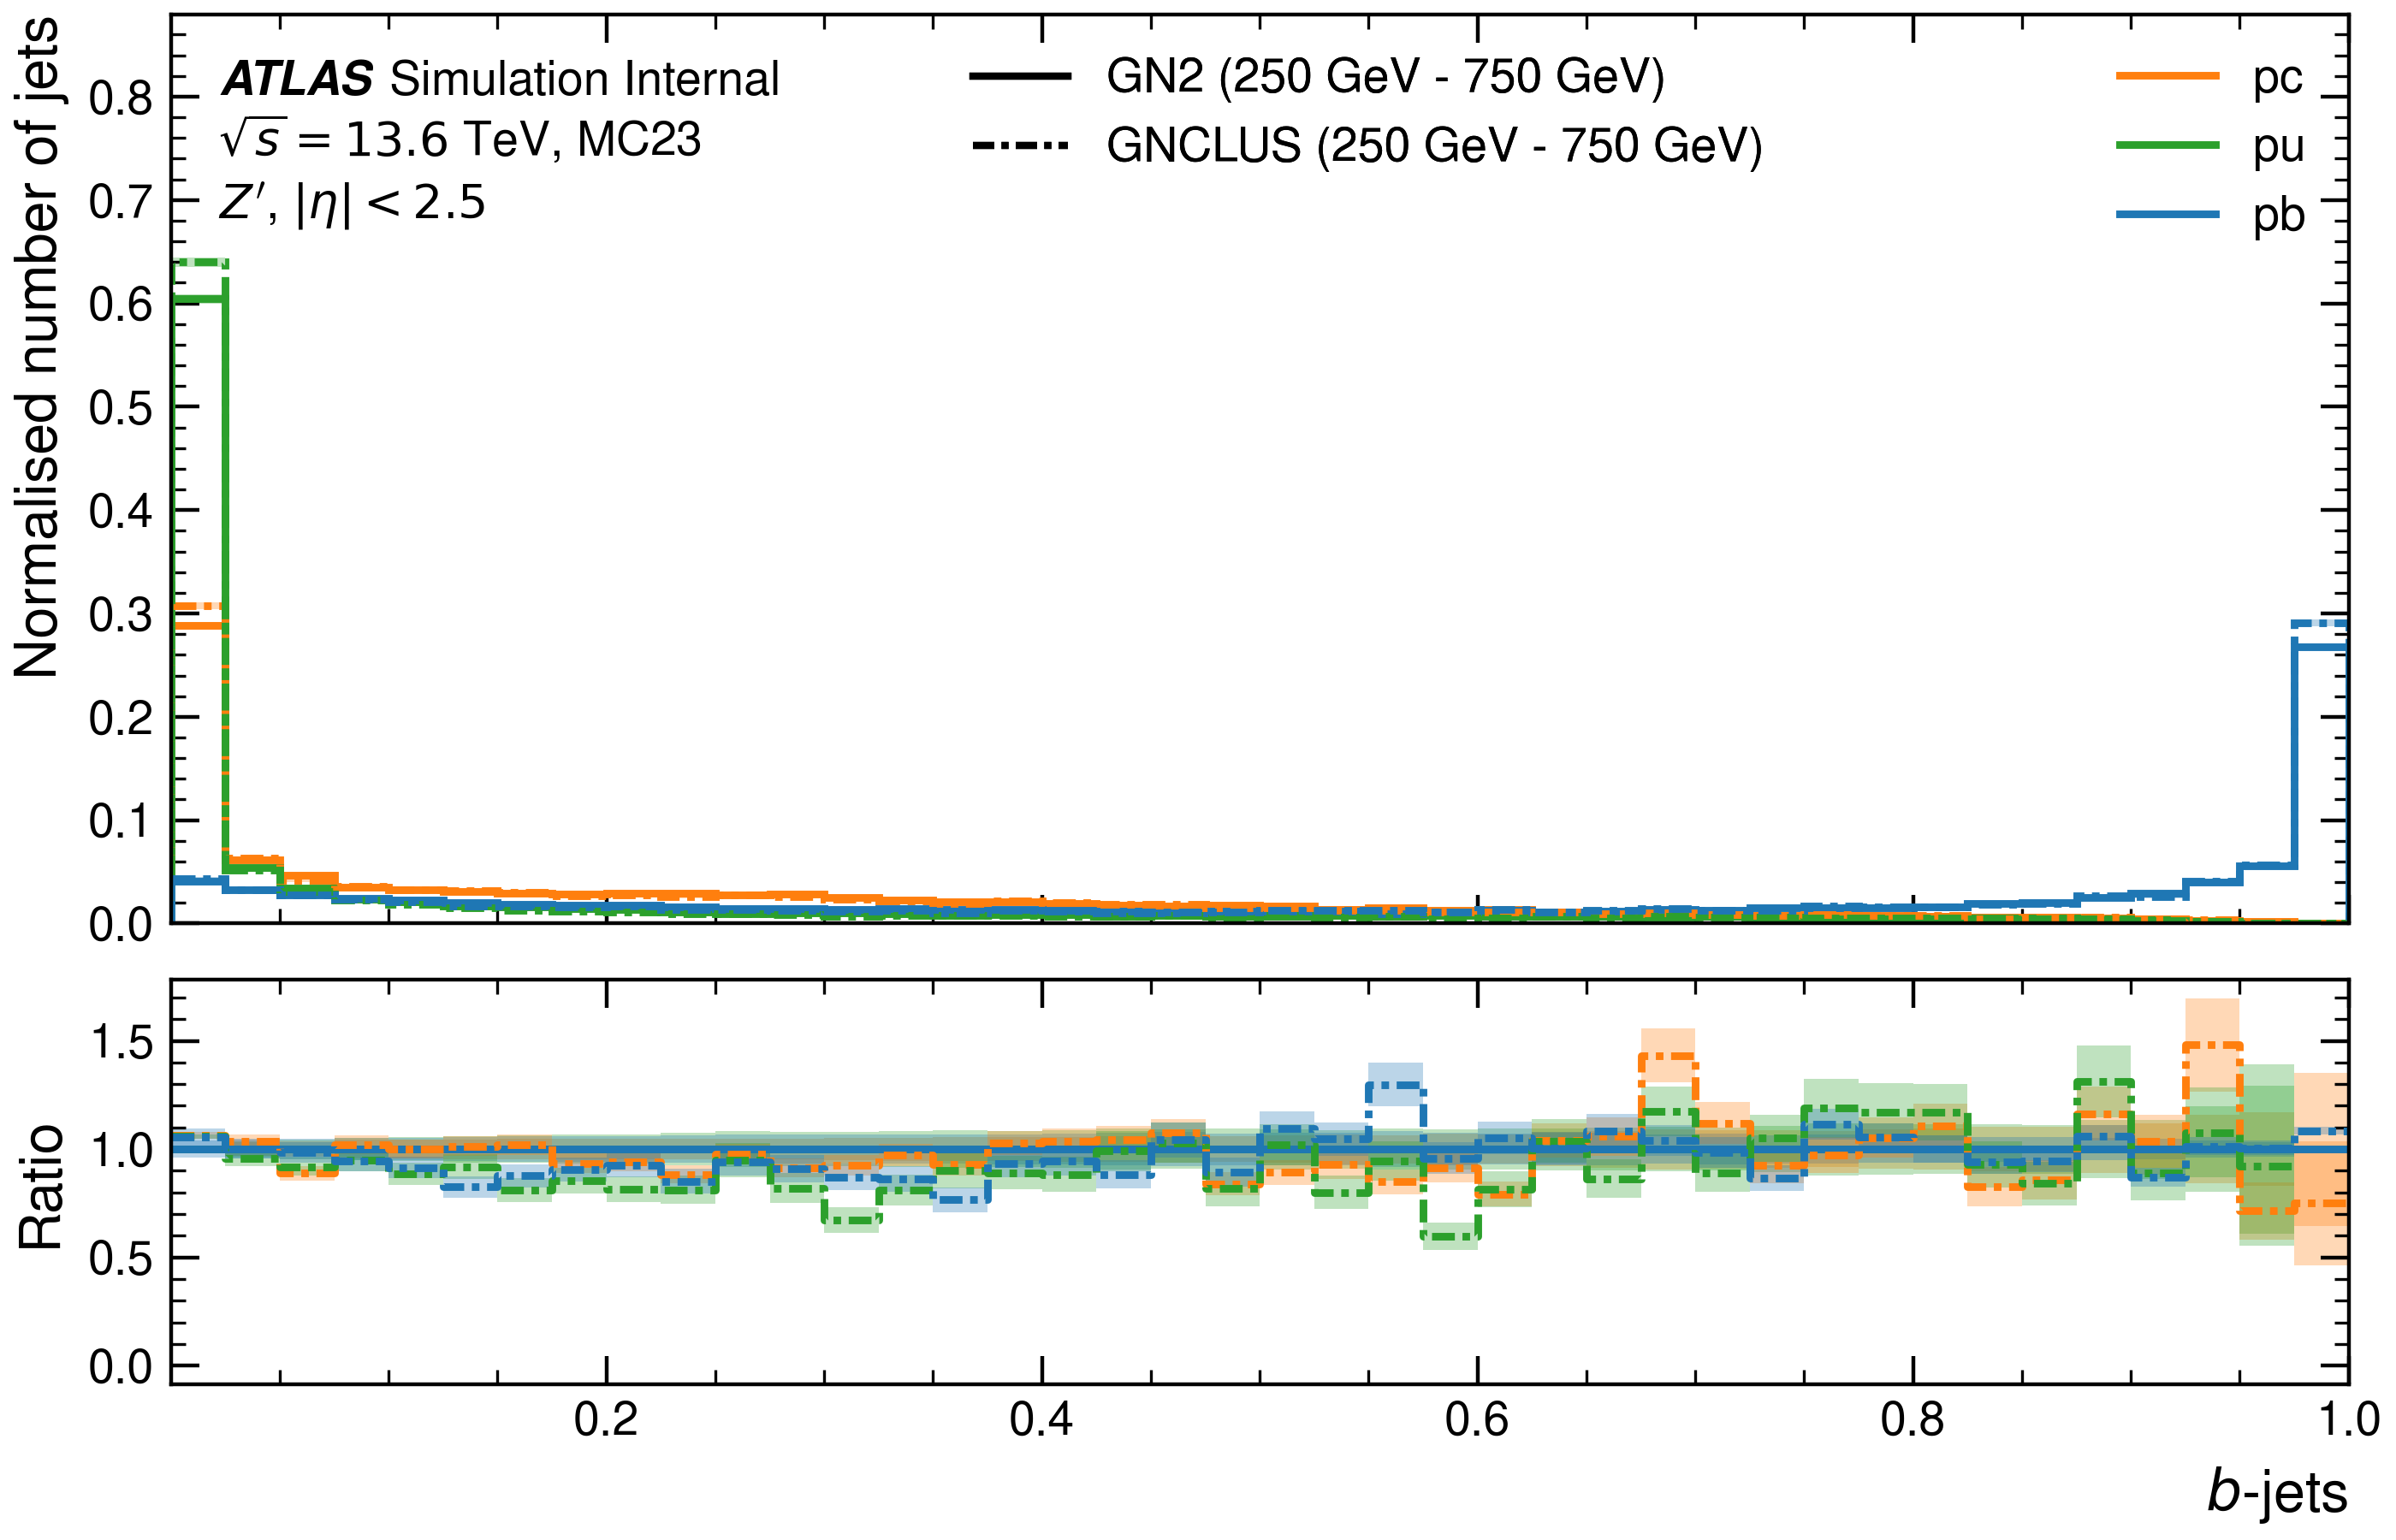 Normalised number of jets
ATLAS Simulation Internal
√s = 13.6 TeV, MC23
Z′, |η| < 2.5
GN2 (250 GeV - 750 GeV)
GNCLUS (250 GeV - 750 GeV)
pc
pu
pb
0.8
0.7
0.6
0.5
0.4
0.3
0.2
0.1
0.0
Ratio
1.5
1.0
0.5
0.0
0.2 0.4 0.6 0.8 1.0
b-jets